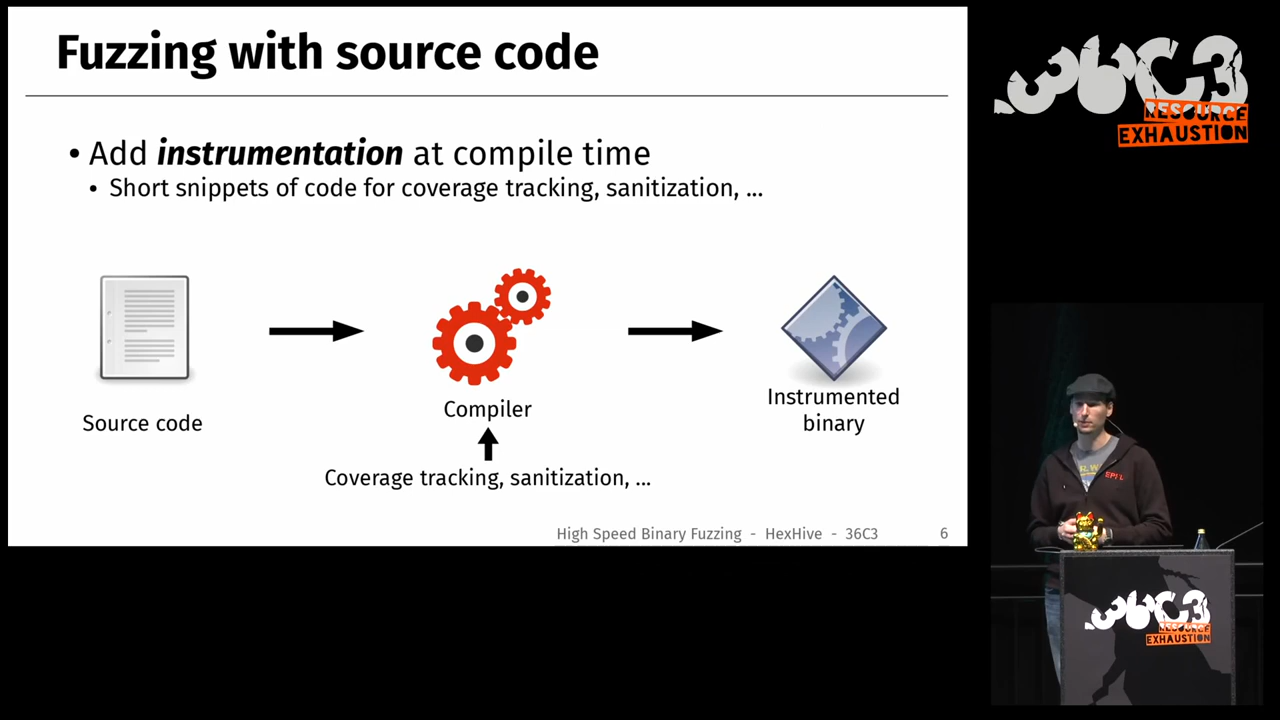 Fuzzing with source code
• Add instrumentation at compile time
• Short snippets of code for coverage tracking, sanitization, ...
Source code
Compiler
Instrumented
binary
Coverage tracking, sanitization, ...
High Speed Binary Fuzzing - HexHive - 36C3
6
36C3
RESOURCE
EXHAUSTION
EPFL
36C3
RESOURCE
EXHAUSTION